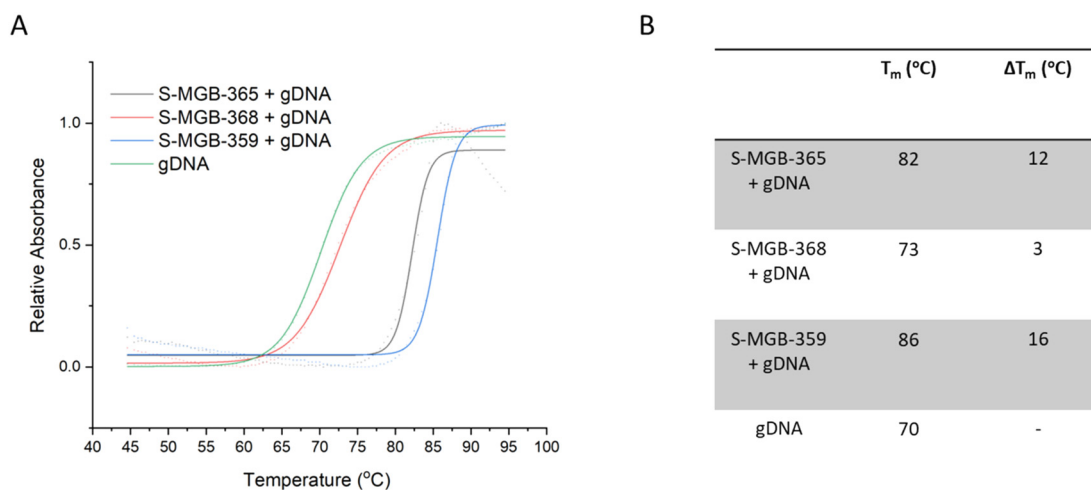 A
S-MGB-365 + gDNA
S-MGB-368 + gDNA
S-MGB-359 + gDNA
gDNA
1.0
0.5
0.0
Relative Absorbance
40 45 50 55 60 65 70 75 80 85 90 95 100
Temperature (°C)
B
Tm (°C) ΔTm (°C)
S-MGB-365 82 12
+ gDNA
S-MGB-368 73 3
+ gDNA
S-MGB-359 86 16
+ gDNA
gDNA 70 -